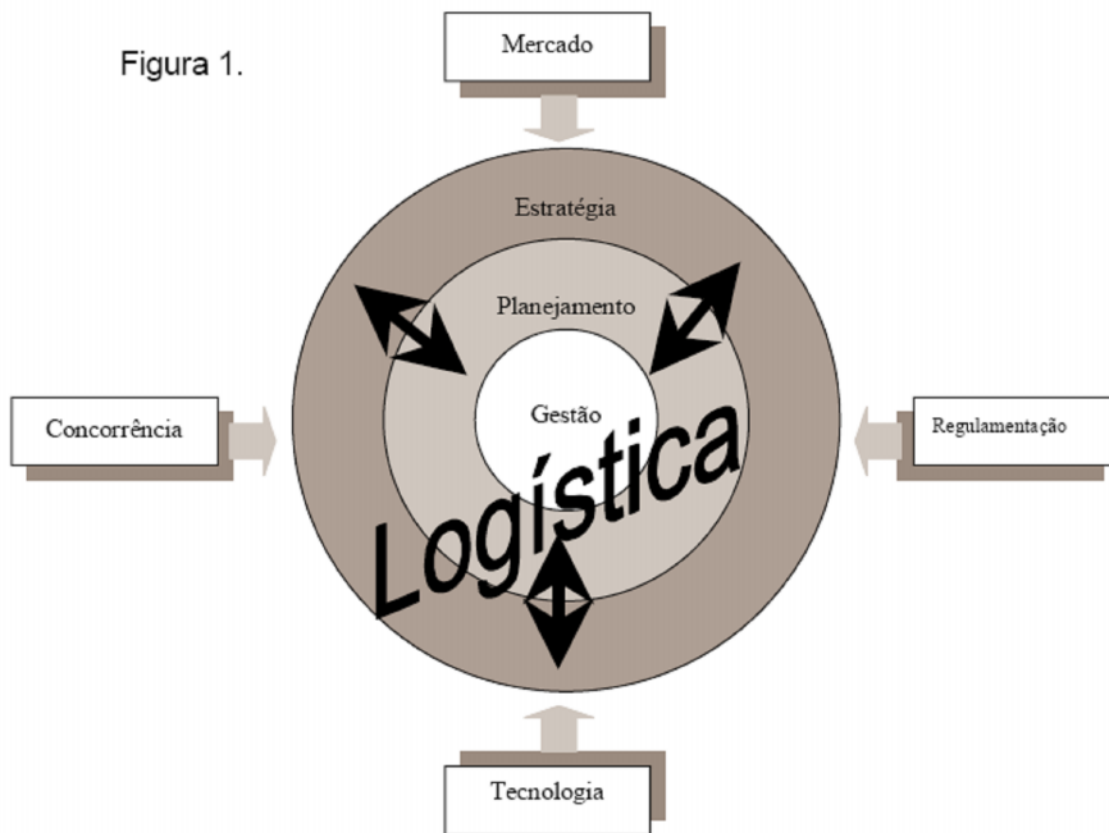 Mercado
Figura 1.
Estratégia
Planejamento
Gestão
Concorrência
Regulamentação
Logística
Tecnologia